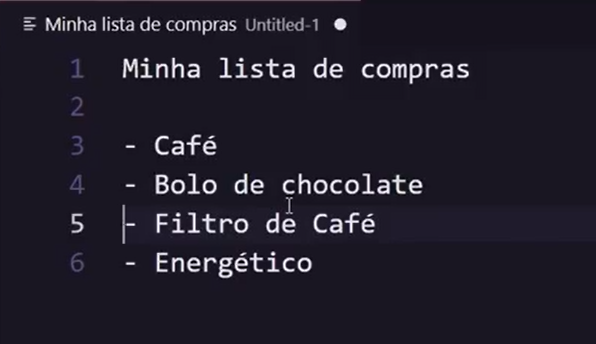 Minha lista de compras Untitled-1
1 Minha lista de compras
2
3 - Café
4 - Bolo de chocolate
5 - Filtro de Café
6 - Energético